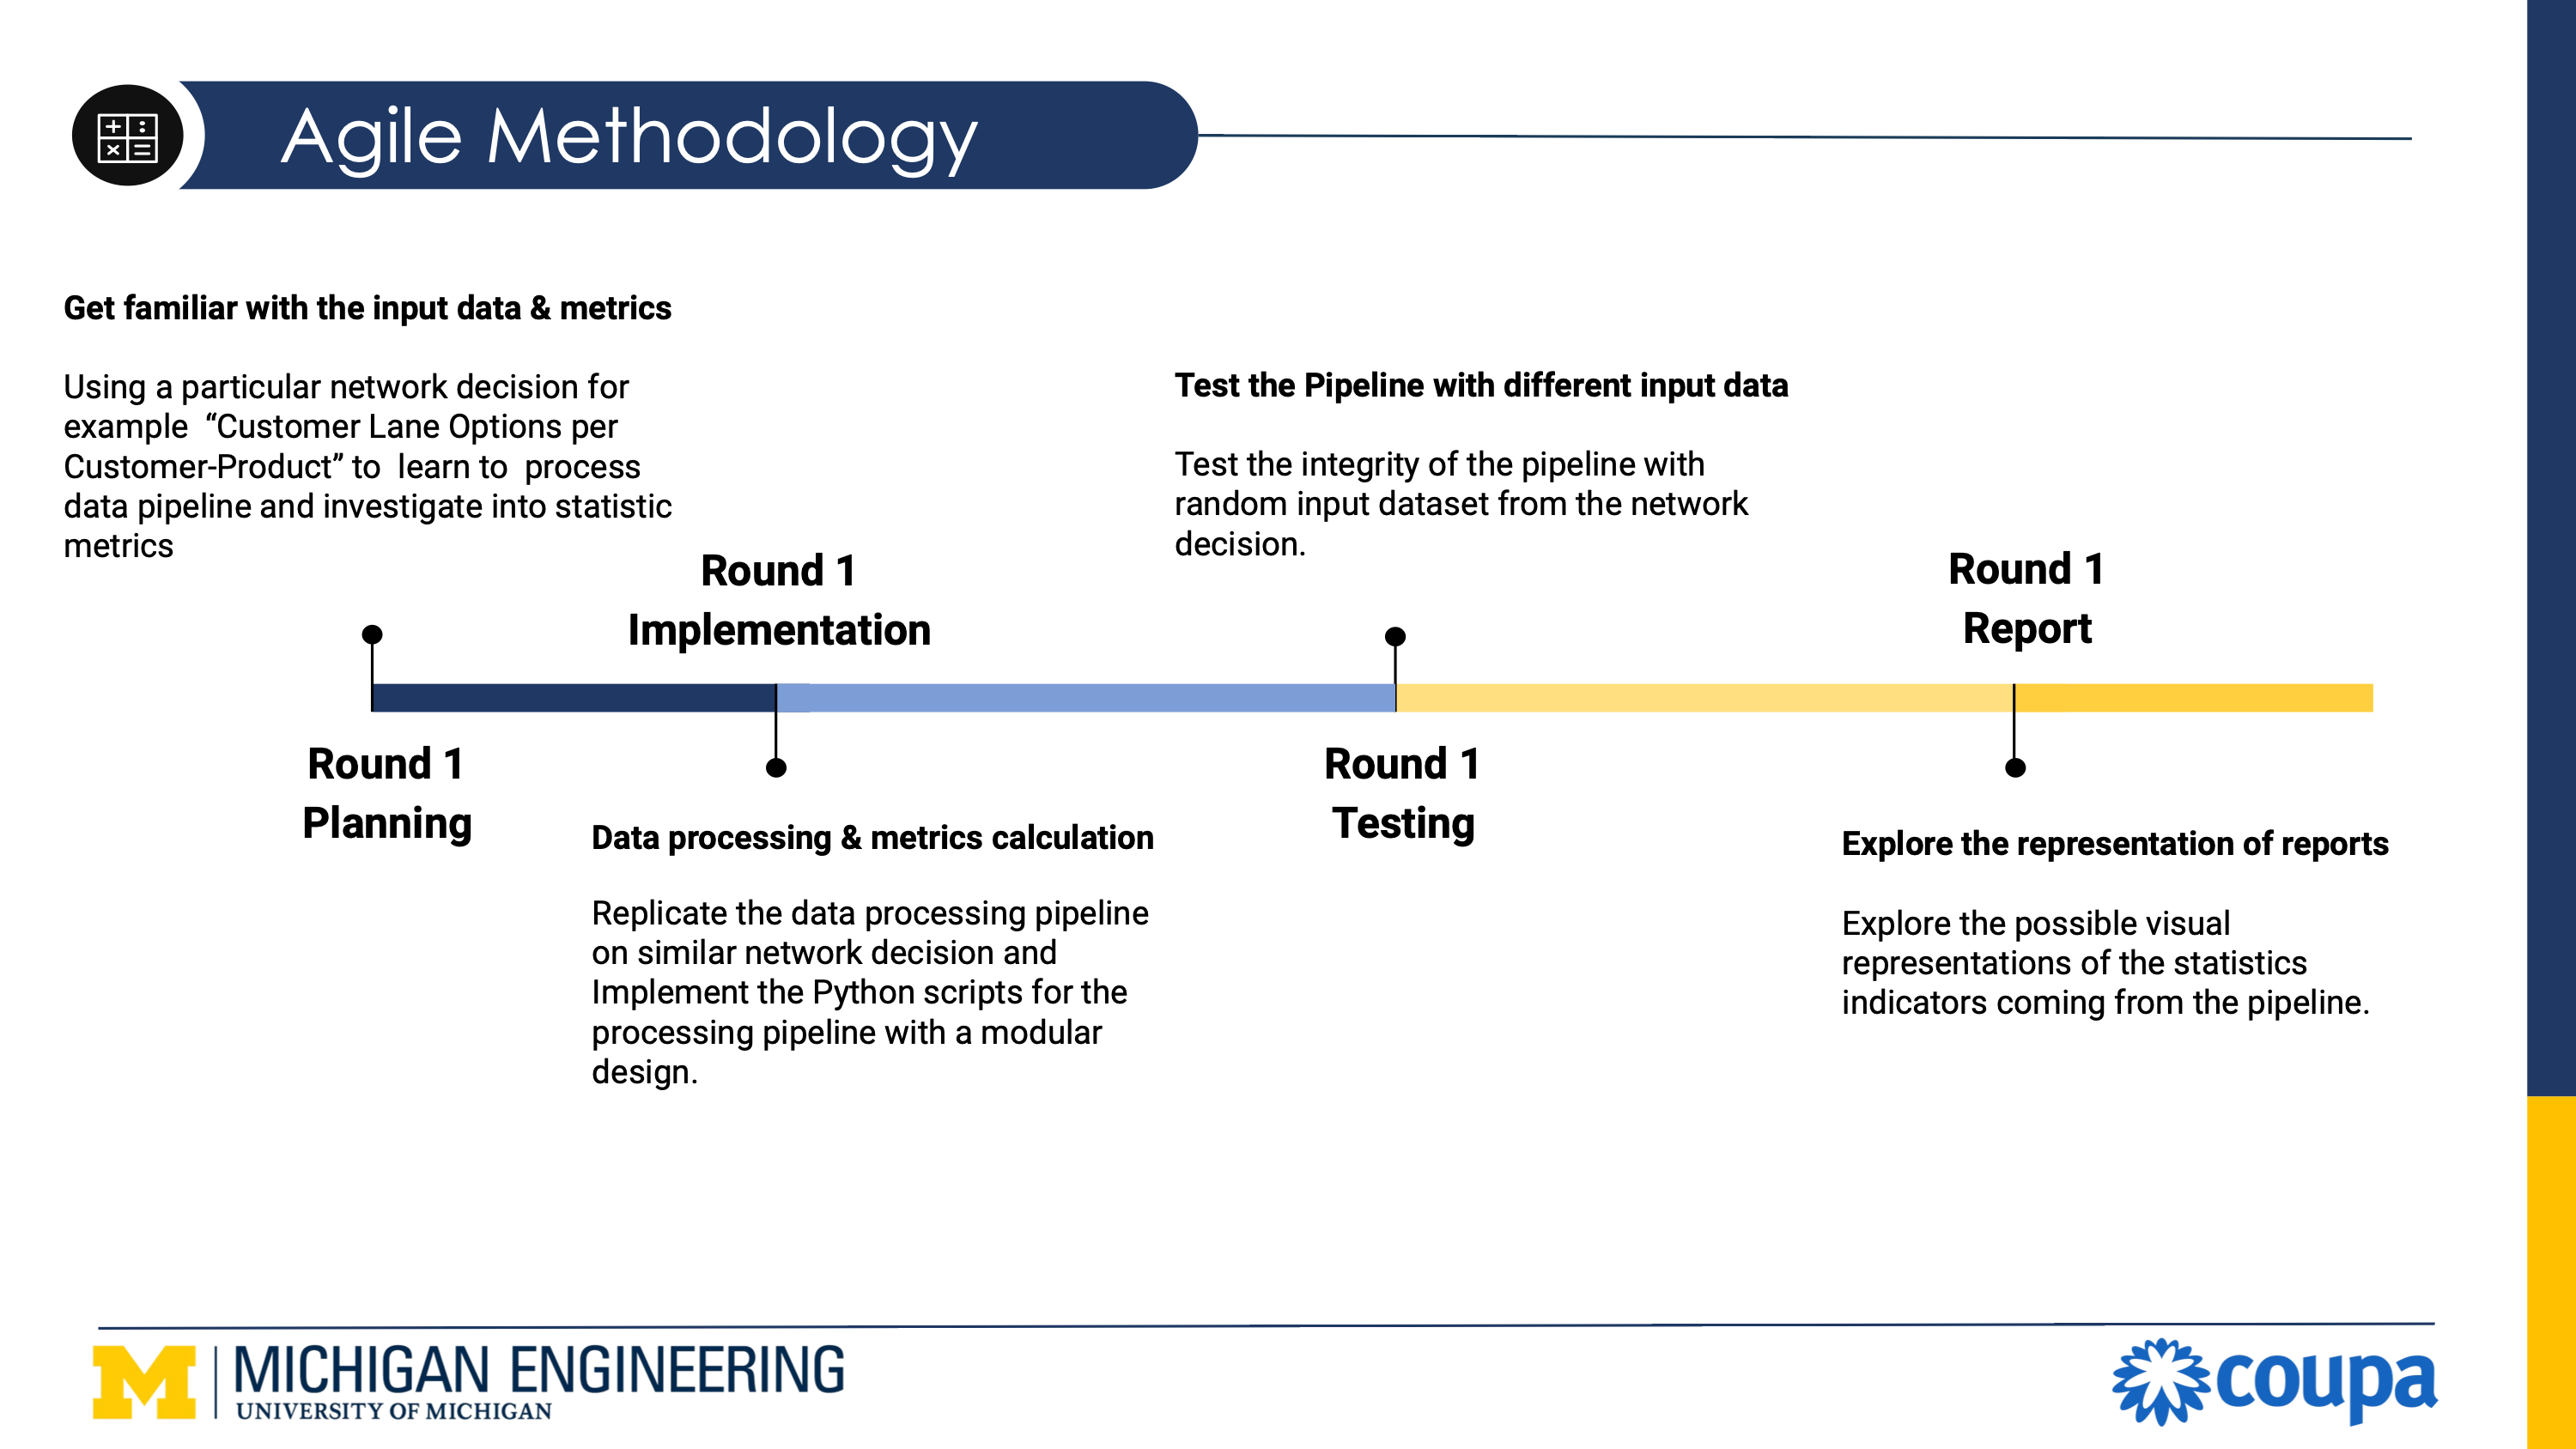 Agile Methodology
Get familiar with the input data & metrics
Using a particular network decision for
example “Customer Lane Options per
Customer-Product” to learn to process
data pipeline and investigate into statistic
metrics
Round 1
Planning
Round 1
Implementation
Data processing & metrics calculation
Replicate the data processing pipeline
on similar network decision and
Implement the Python scripts for the
processing pipeline with a modular
design.
Test the Pipeline with different input data
Test the integrity of the pipeline with
random input dataset from the network
decision.
Round 1
Testing
Round 1
Report
Explore the representation of reports
Explore the possible visual
representations of the statistics
indicators coming from the pipeline.
M
MICHIGAN ENGINEERING
UNIVERSITY OF MICHIGAN
coupa